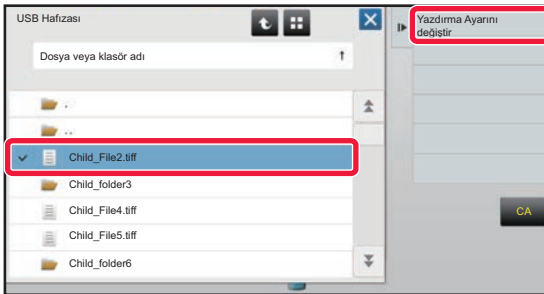 USB Hafızası
Yazdırma Ayarını
değiştir
Dosya veya klasör adı
.
..
Child_File2.tiff
Child_folder3
Child_File4.tiff
Child_File5.tiff
Child_folder6
CA